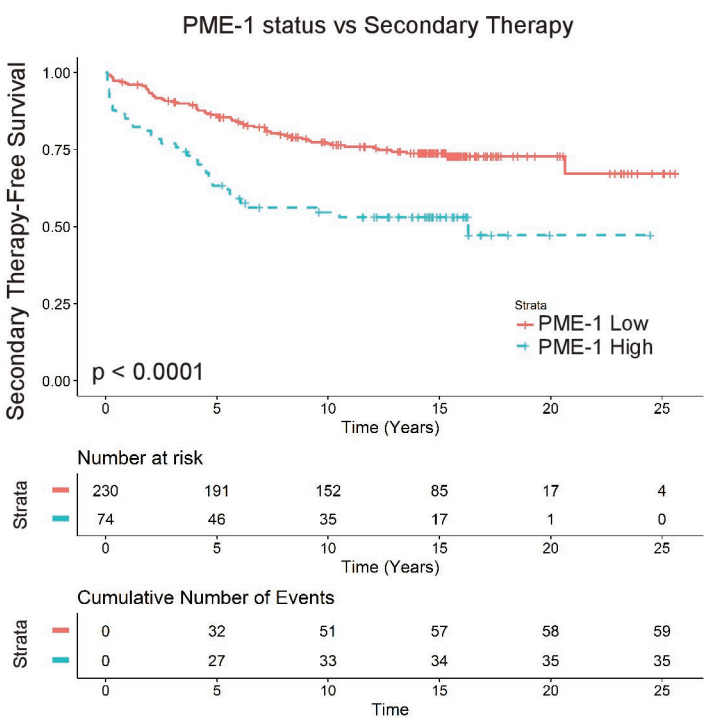 PME-1 status vs Secondary Therapy
Secondary Therapy-Free Survival
1.00
0.75
0.50
0.25
0.00
Strata
PME-1 Low
PME-1 High
p < 0.0001
0 5 10 15 20 25
Time (Years)
Number at risk
Strata
230 191 152 85 17 4
74 46 35 17 1 0
0 5 10 15 20 25
Time (Years)
Cumulative Number of Events
Strata
0 32 51 57 58 59
0 27 33 34 35 35
0 5 10 15 20 25
Time